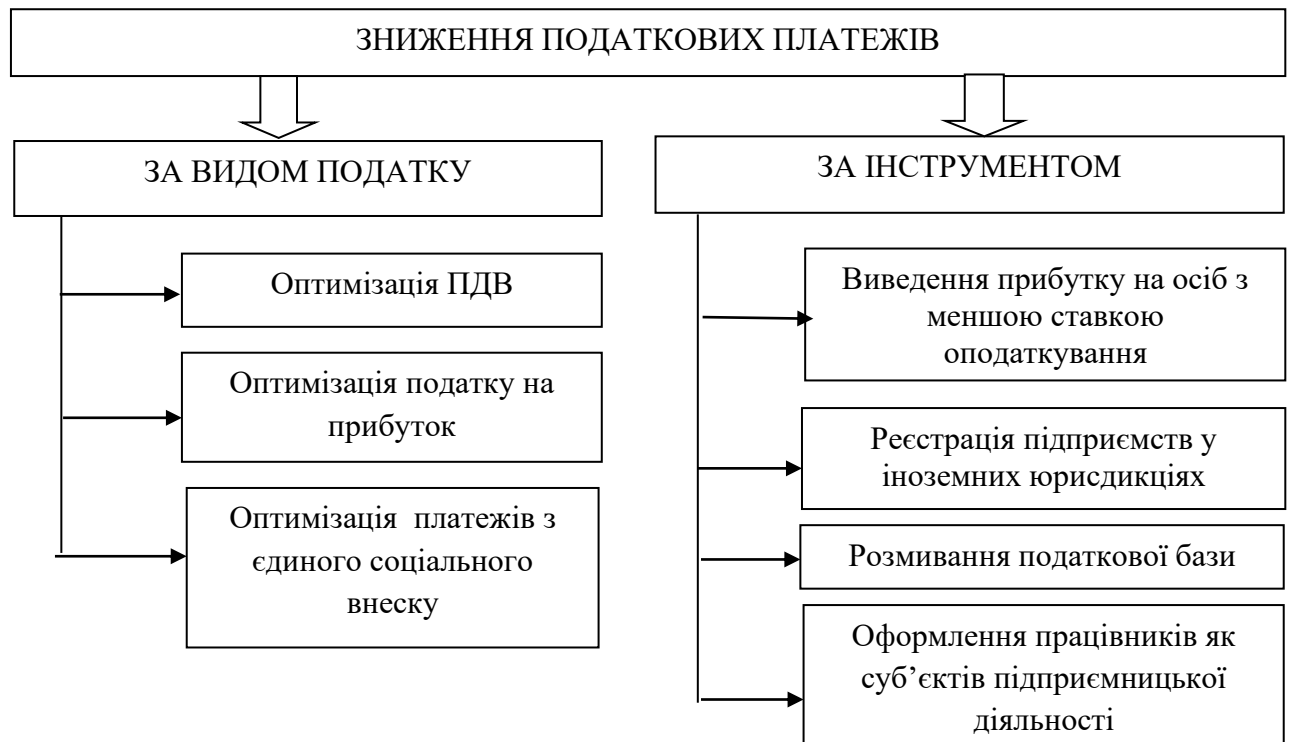 ЗНИЖЕННЯ ПОДАТКОВИХ ПЛАТЕЖІВ
ЗА ВИДОМ ПОДАТКУ
Оптимізація ПДВ
Оптимізація податку на
прибуток
Оптимізація платежів з
єдиного соціального
внеску
ЗА ІНСТРУМЕНТОМ
Виведення прибутку на осіб з
меншою ставкою
оподаткування
Реєстрація підприємств у
іноземних юрисдикціях
Розмивання податкової бази
Оформлення працівників як
суб’єктів підприємницької
діяльності